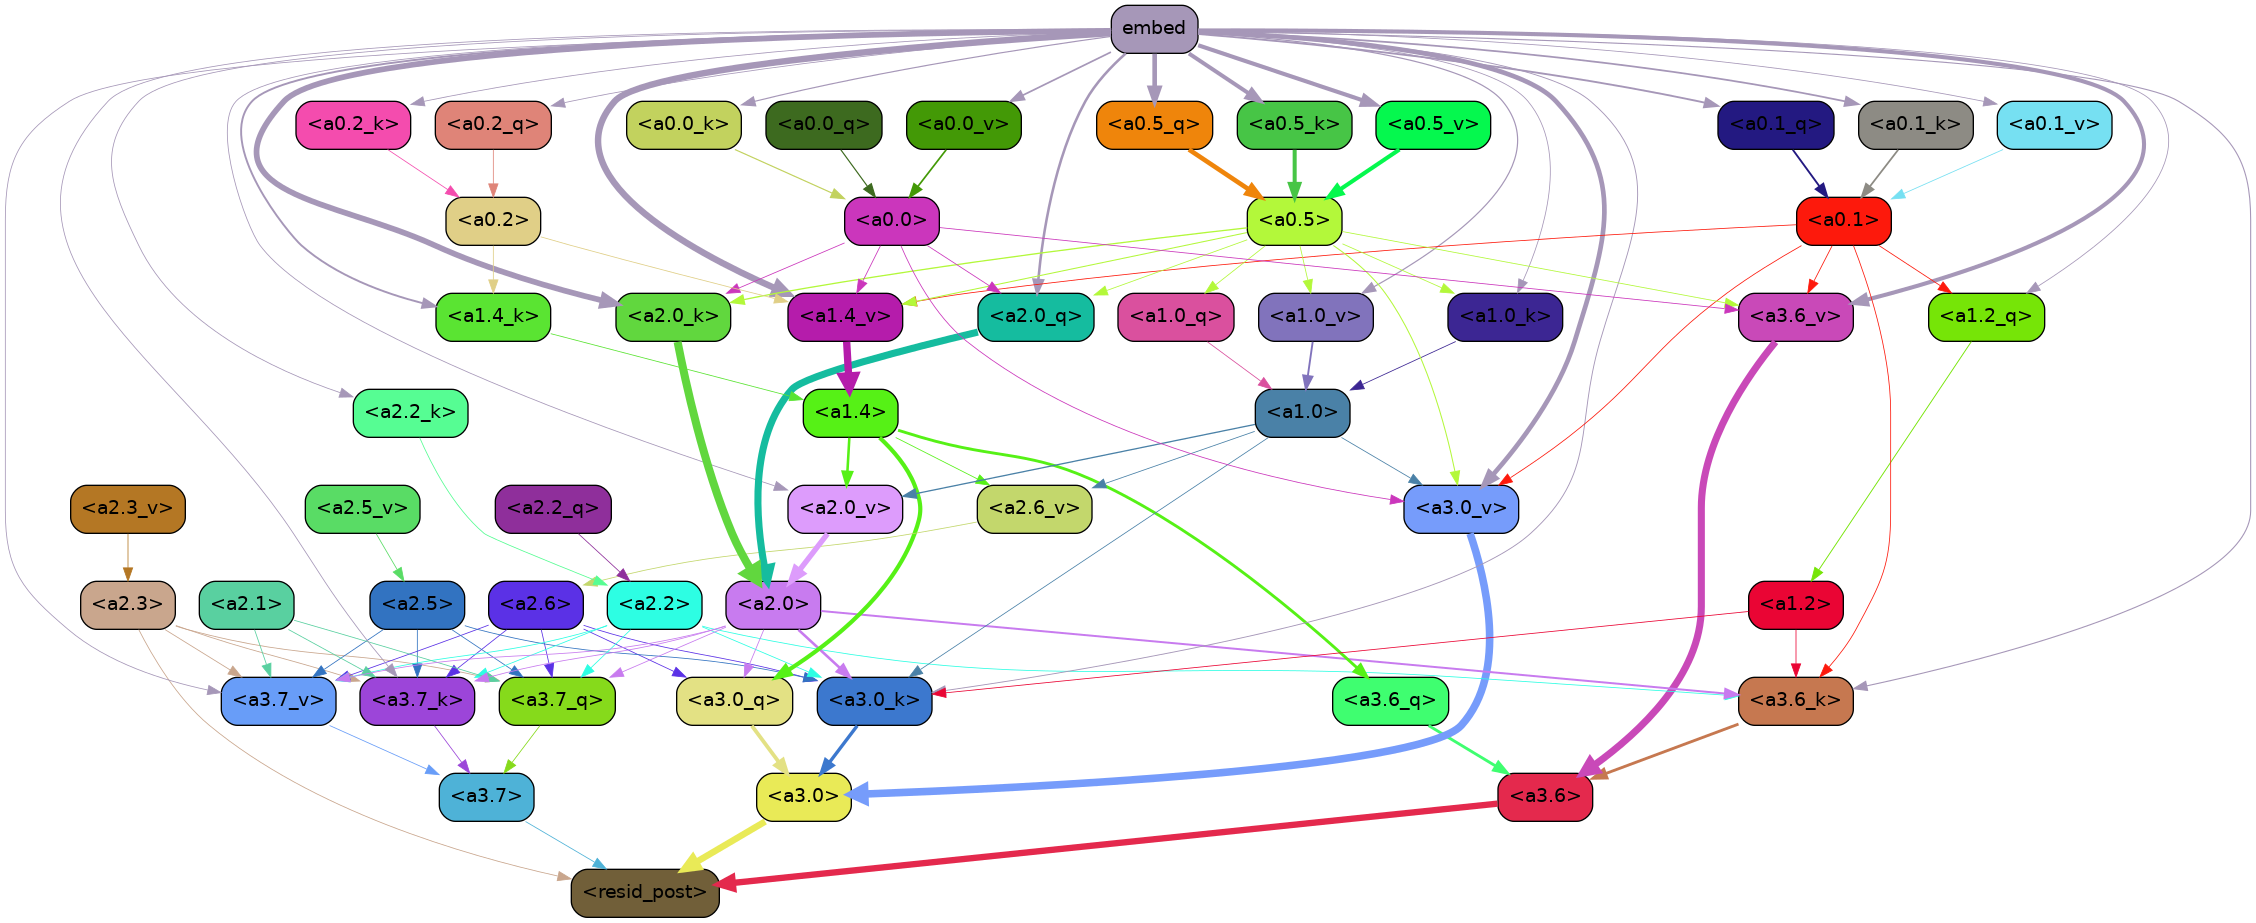 embed
<a0.2_k>
<a0.2_q>
<a0.0_k>
<a0.0_q>
<a0.0_v>
<a0.5_q>
<a0.5_k>
<a0.5_v>
<a0.1_q>
<a0.1_k>
<a0.1_v>
<a0.2>
<a0.0>
<a0.5>
<a0.1>
<a1.4_k>
<a2.0_k>
<a1.4_v>
<a2.0_q>
<a1.0_q>
<a1.0_v>
<a1.0_k>
<a3.6_v>
<a1.2_q>
<a2.2_k>
<a1.4>
<a1.0>
<a2.3_v>
<a2.5_v>
<a2.2_q>
<a2.0_v>
<a2.6_v>
<a3.0_v>
<a2.3>
<a2.1>
<a2.5>
<a2.6>
<a2.2>
<a2.0>
<a1.2>
<a3.7_v>
<a3.7_k>
<a3.7_q>
<a3.0_q>
<a3.0_k>
<a3.6_q>
<a3.6_k>
<a3.7>
<a3.0>
<a3.6>
<resid_post>